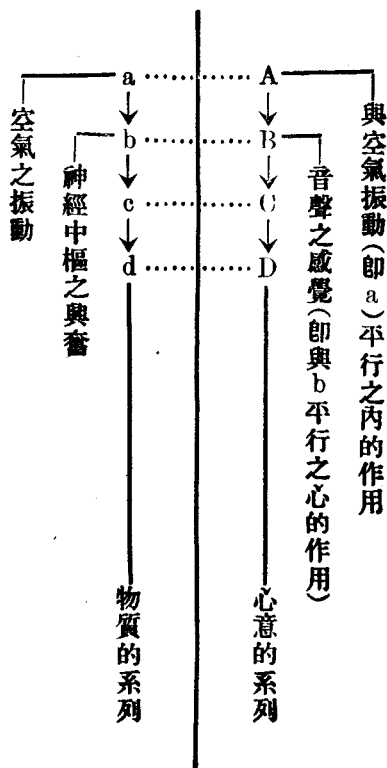 與空氣振動(卽a)平行之內的作用
音聲之感覺(卽與b平行之心的作用)
A
B
C
D
心意的系列
a
b
c
d
物質的系列
神經中樞之興奮
空氣之振動